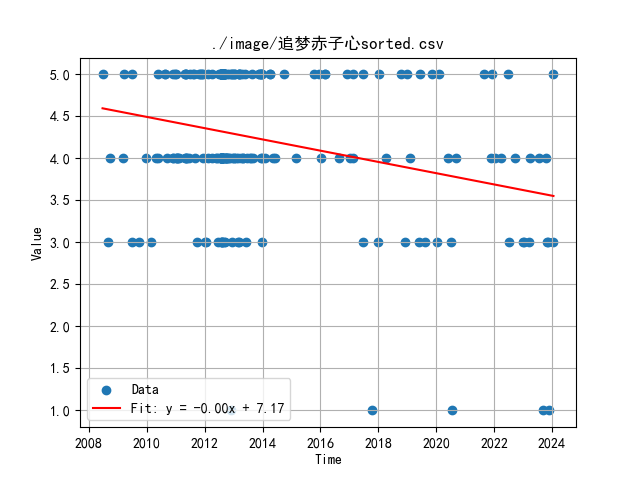 ./image/追梦赤子心sorted.csv
5.0
4.5
4.0
3.5
3.0
2.5
2.0
1.5
1.0
Value
Data
Fit: y = -0.00x + 7.17
2008 2010 2012 2014 2016 2018 2020 2022 2024
Time